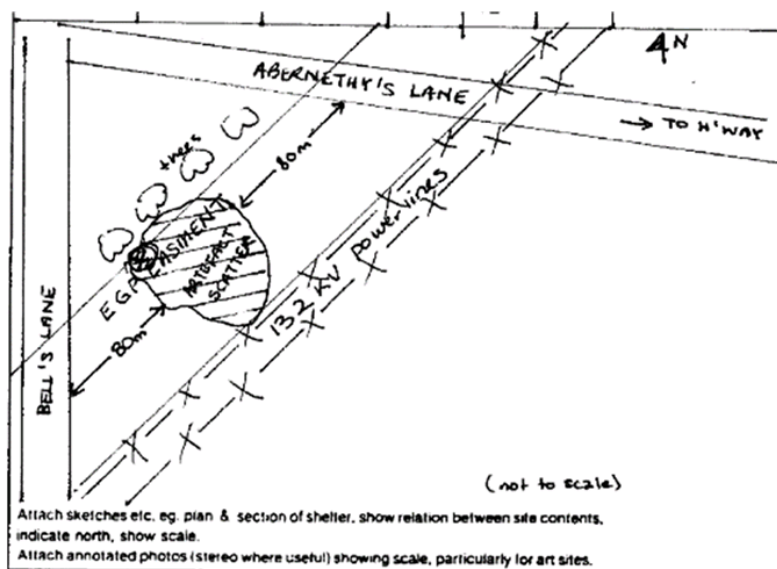 N
ABERNETHY'S LANE
→ TO H'WAY
trees
80m
EGP EASIMENT
ARTEFACT
SCATTER
132 KV powerlines
80m
BELL'S LANE
(not to scale)
Attach sketches etc, eg. plan & section of shelter, show relation between site contents,
indicate north, show scale.
Attach annotated photos (stereo where useful) showing scale, particularly for art sites.